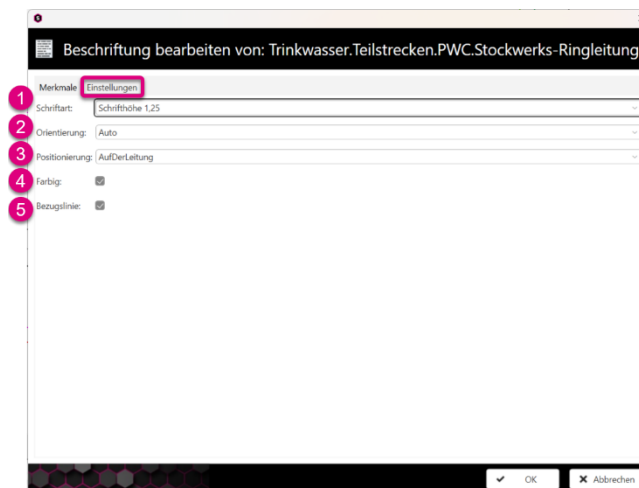 Beschriftung bearbeiten von: Trinkwasser.Teilstrecken.PWC.Stockwerks-Ringleitung
Merkmale Einstellungen
1 Schriftart: Schrifthöhe 1,25
2 Orientierung: Auto
3 Positionierung: AufDerLeitung
4 Farbig:
5 Bezugslinie:
OK Abbrechen